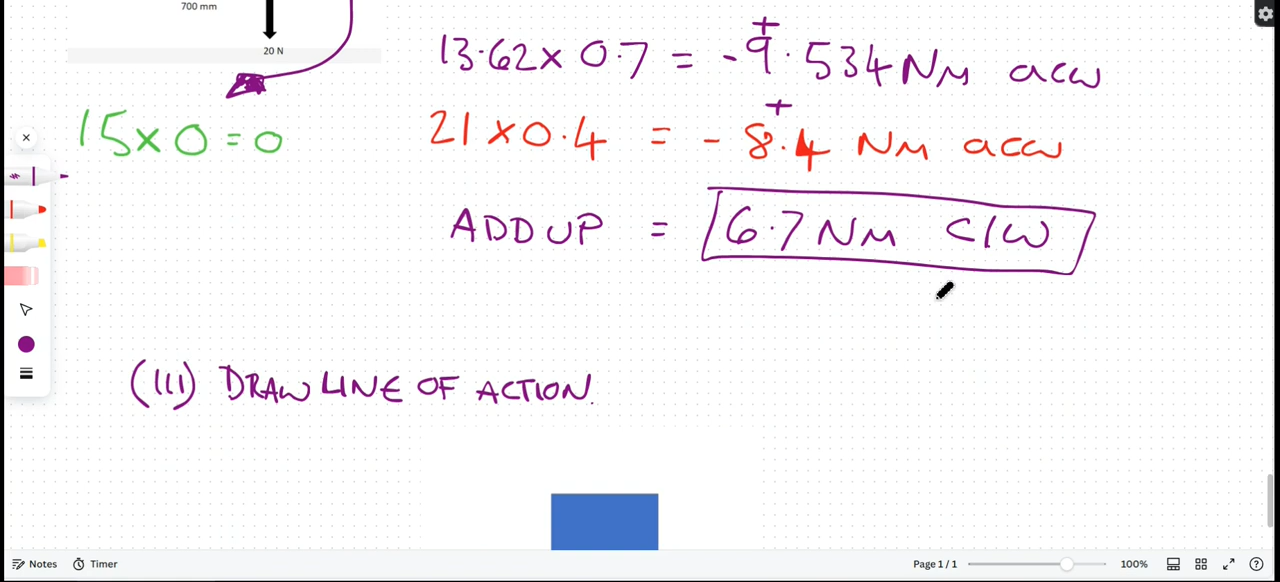 700 mm
20 N
+
13.62 x 0.7 = -9.534 NM acw
+
15 x 0 = 0
21 x 0.4 = - 8.4 NM acw
ADD UP = 6.7 NM C/W
(III) DRAW LINE OF ACTION.
Notes
Timer
Page 1 / 1
100%